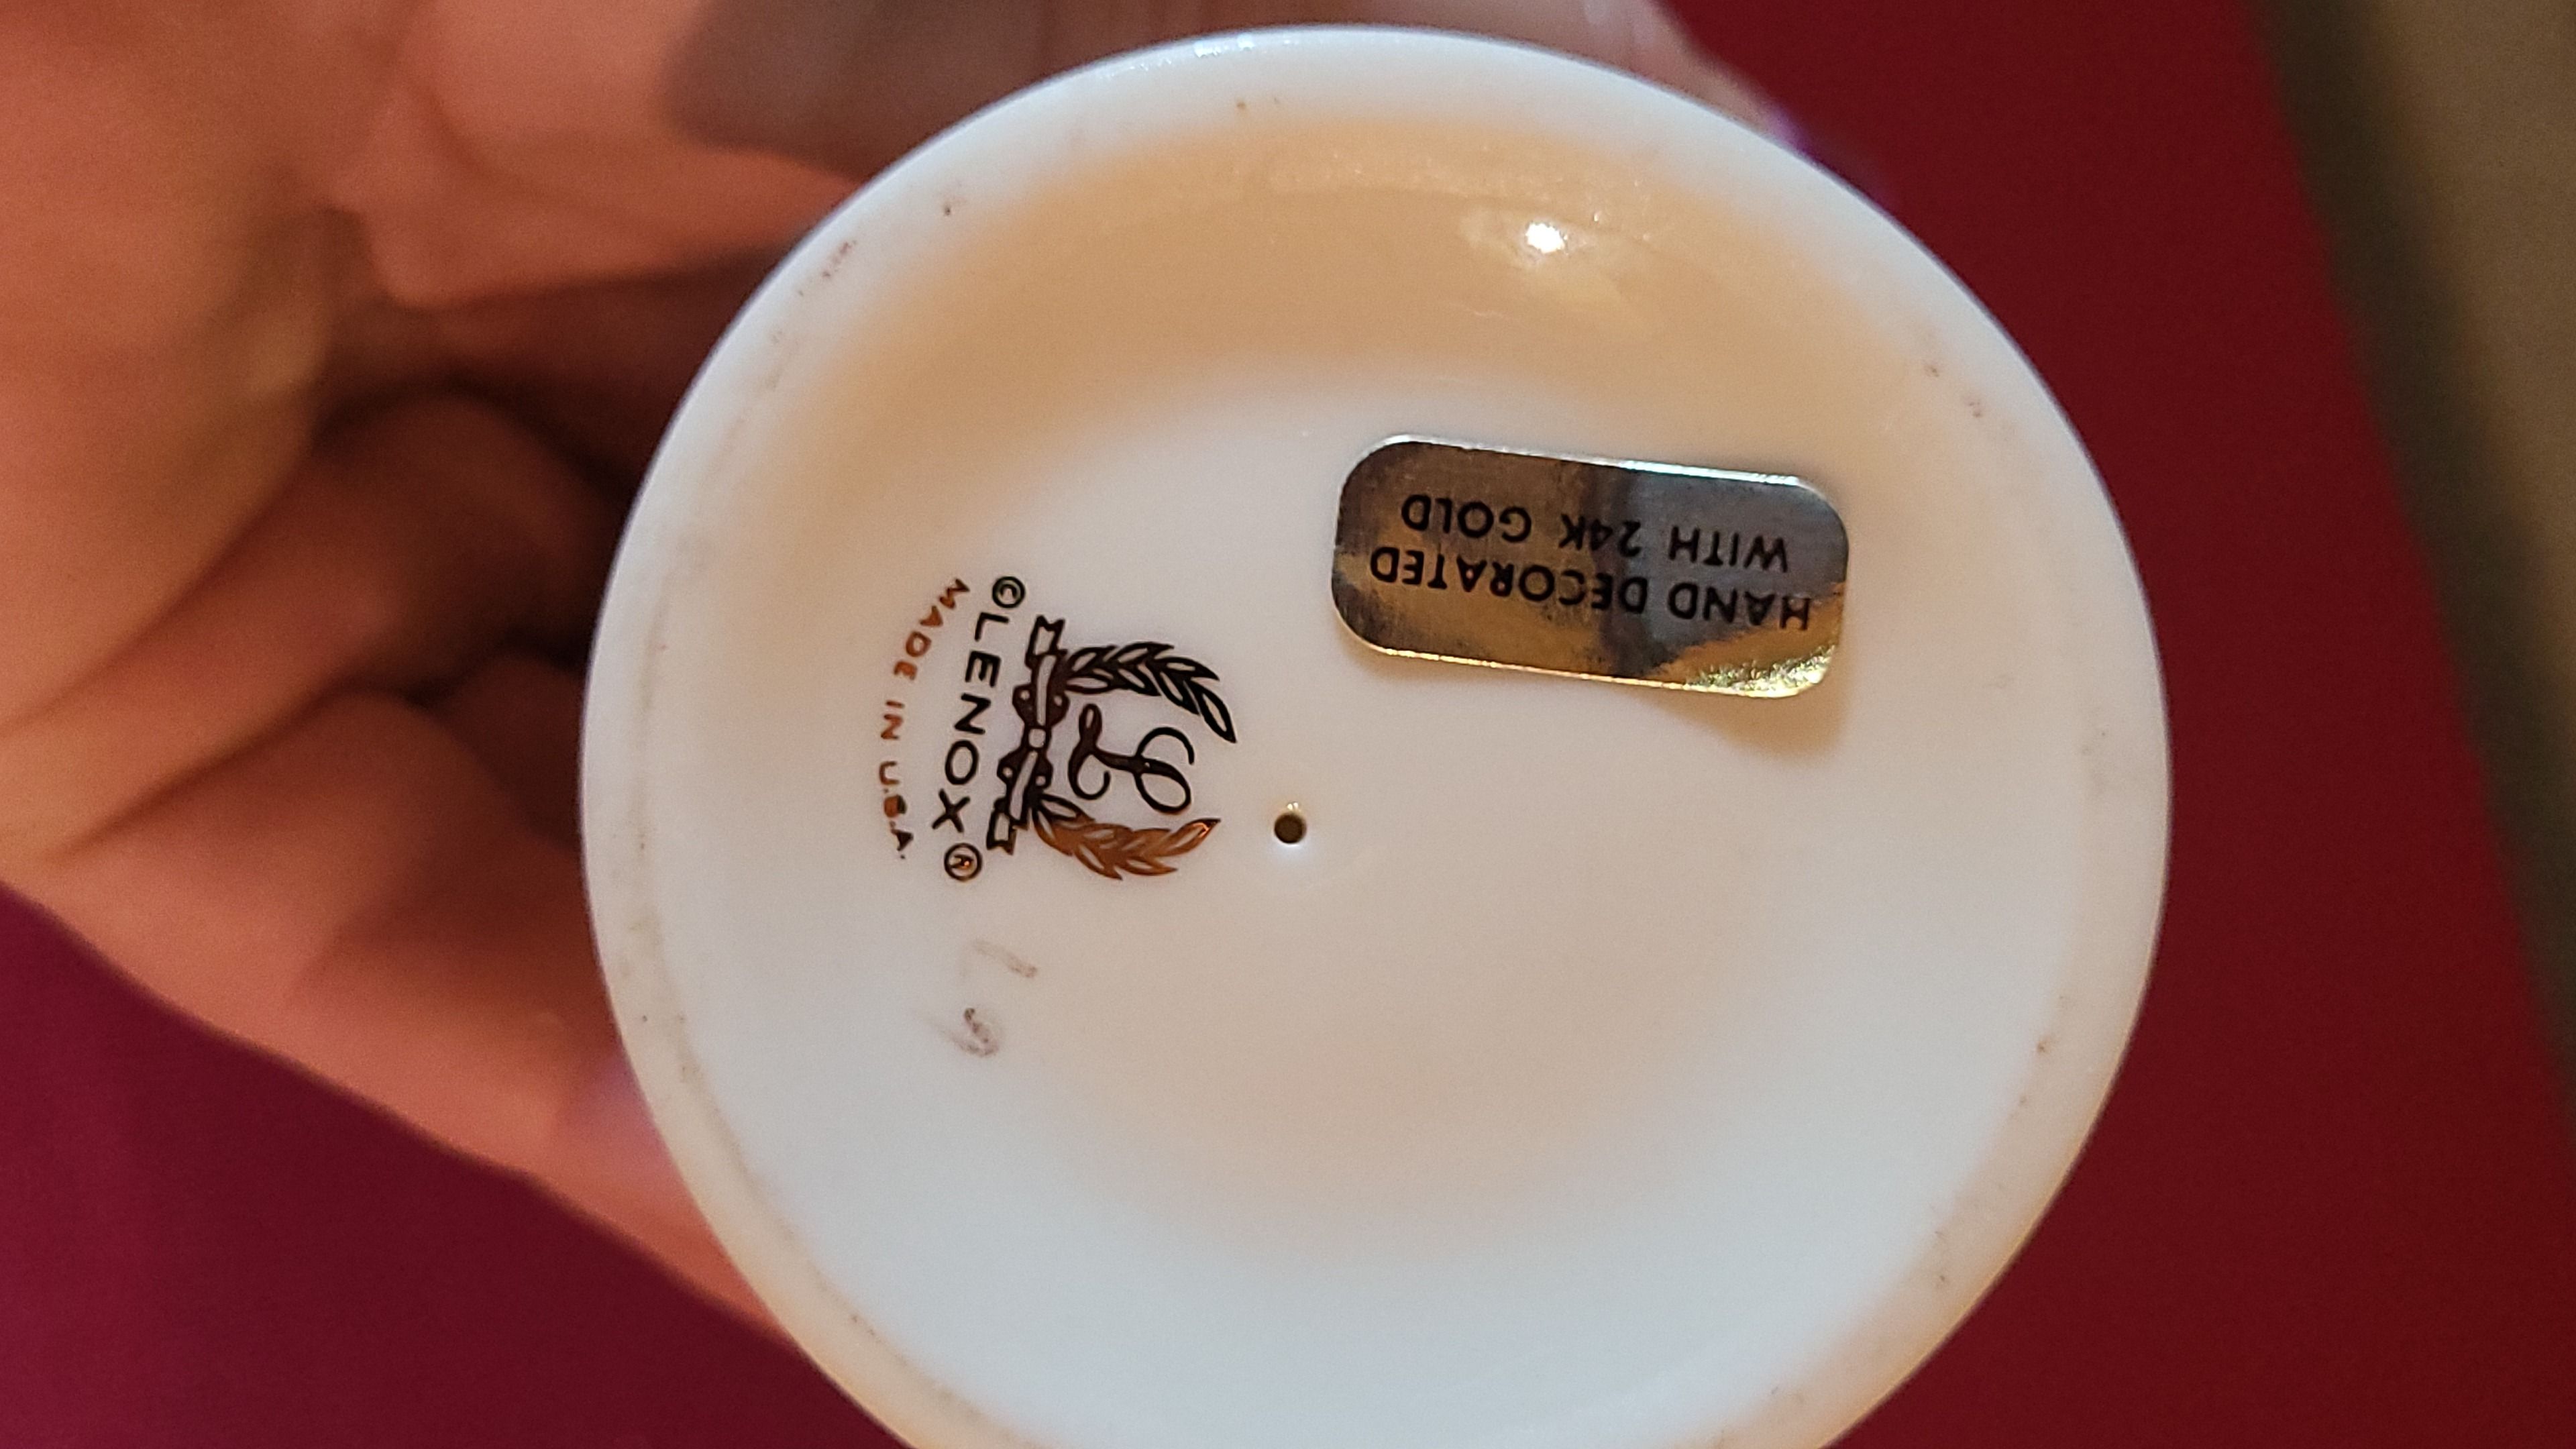 HAND DECORATED
WITH 24K GOLD
L
©LENOX®
MADE IN U.S.A.